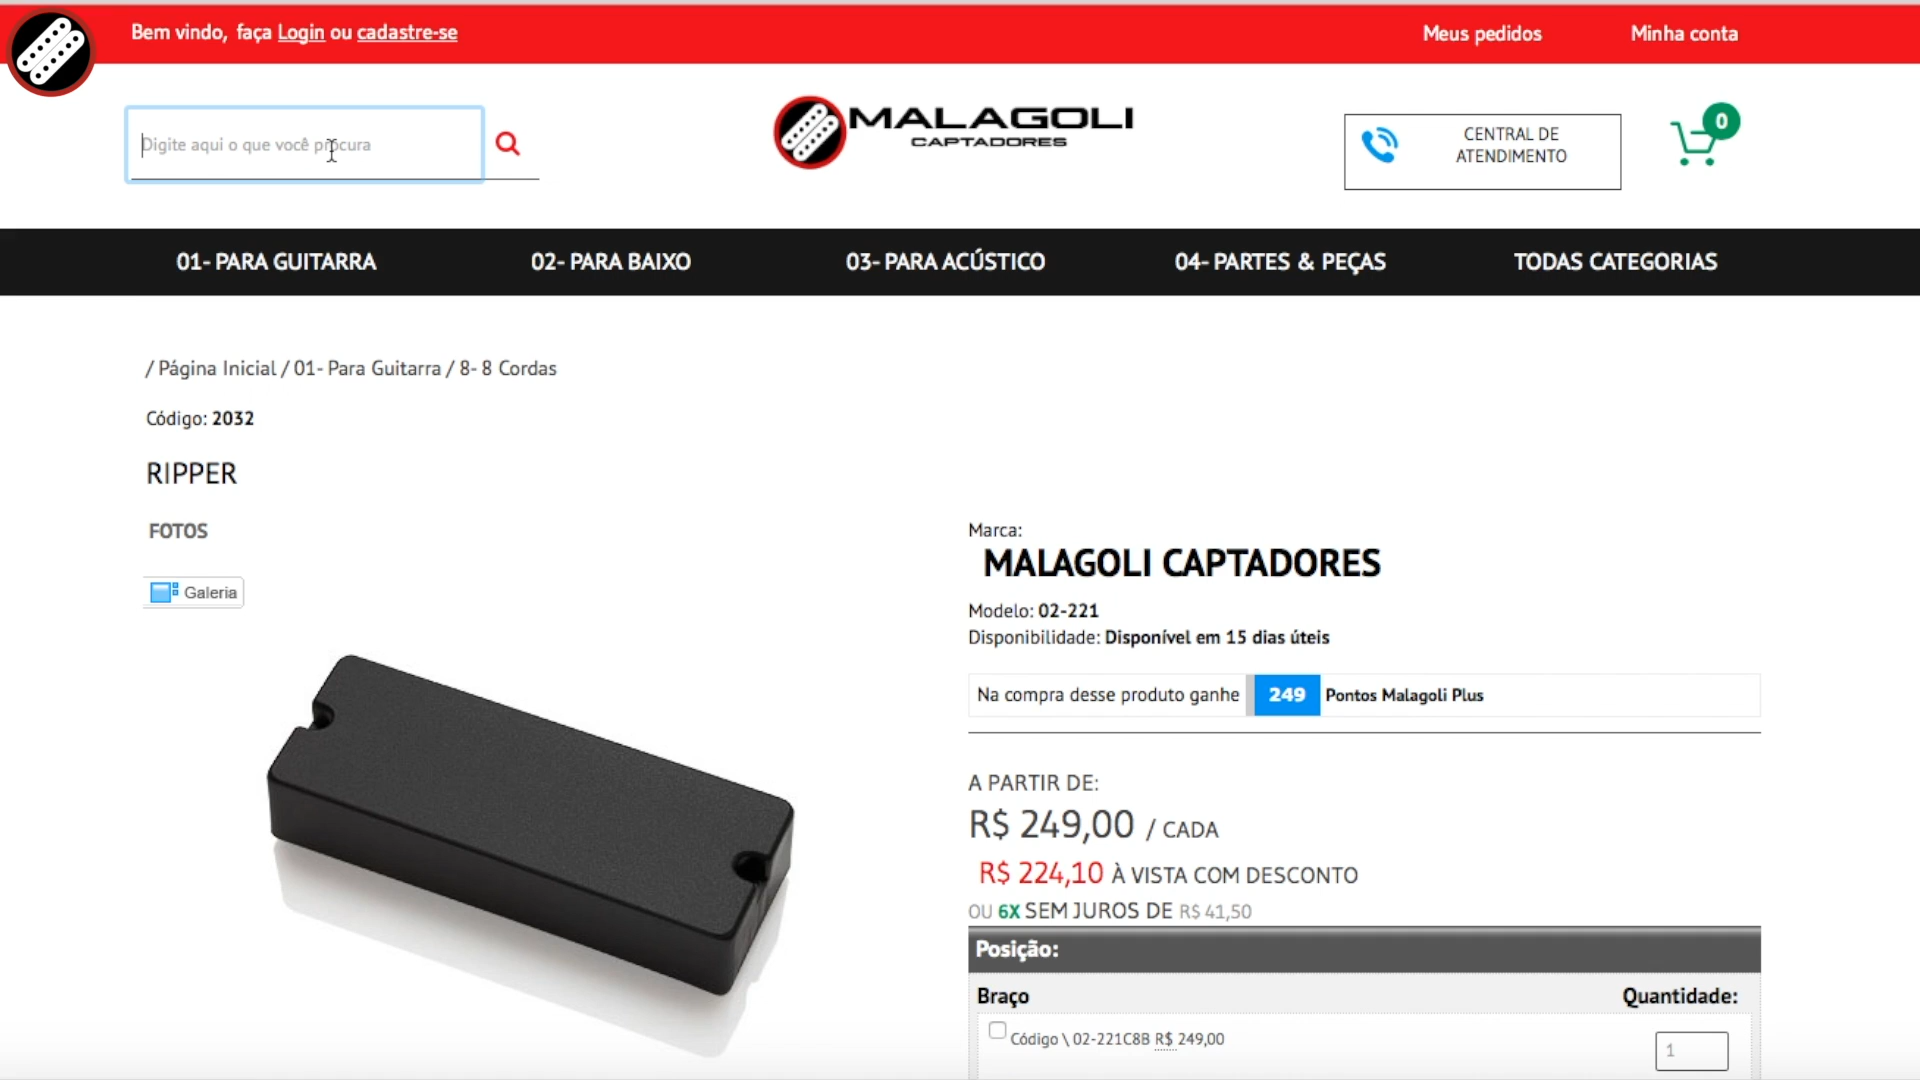 Bem vindo, faça Login ou cadastre-se
Meus pedidos
Minha conta
Digite aqui o que você procura
MALAGOLI
CAPTADORES
CENTRAL DE
ATENDIMENTO
0
01- PARA GUITARRA
02- PARA BAIXO
03- PARA ACÚSTICO
04- PARTES & PEÇAS
TODAS CATEGORIAS
/ Página Inicial / 01- Para Guitarra / 8- 8 Cordas
Código: 2032
RIPPER
FOTOS
Galeria
Marca:
MALAGOLI CAPTADORES
Modelo: 02-221
Disponibilidade: Disponível em 15 dias úteis
Na compra desse produto ganhe 249 Pontos Malagoli Plus
A PARTIR DE:
R$ 249,00 / CADA
R$ 224,10 À VISTA COM DESCONTO
OU 6X SEM JUROS DE R$ 41,50
Posição:
Braço
Quantidade:
Código \ 02-221C8B R$ 249,00
1